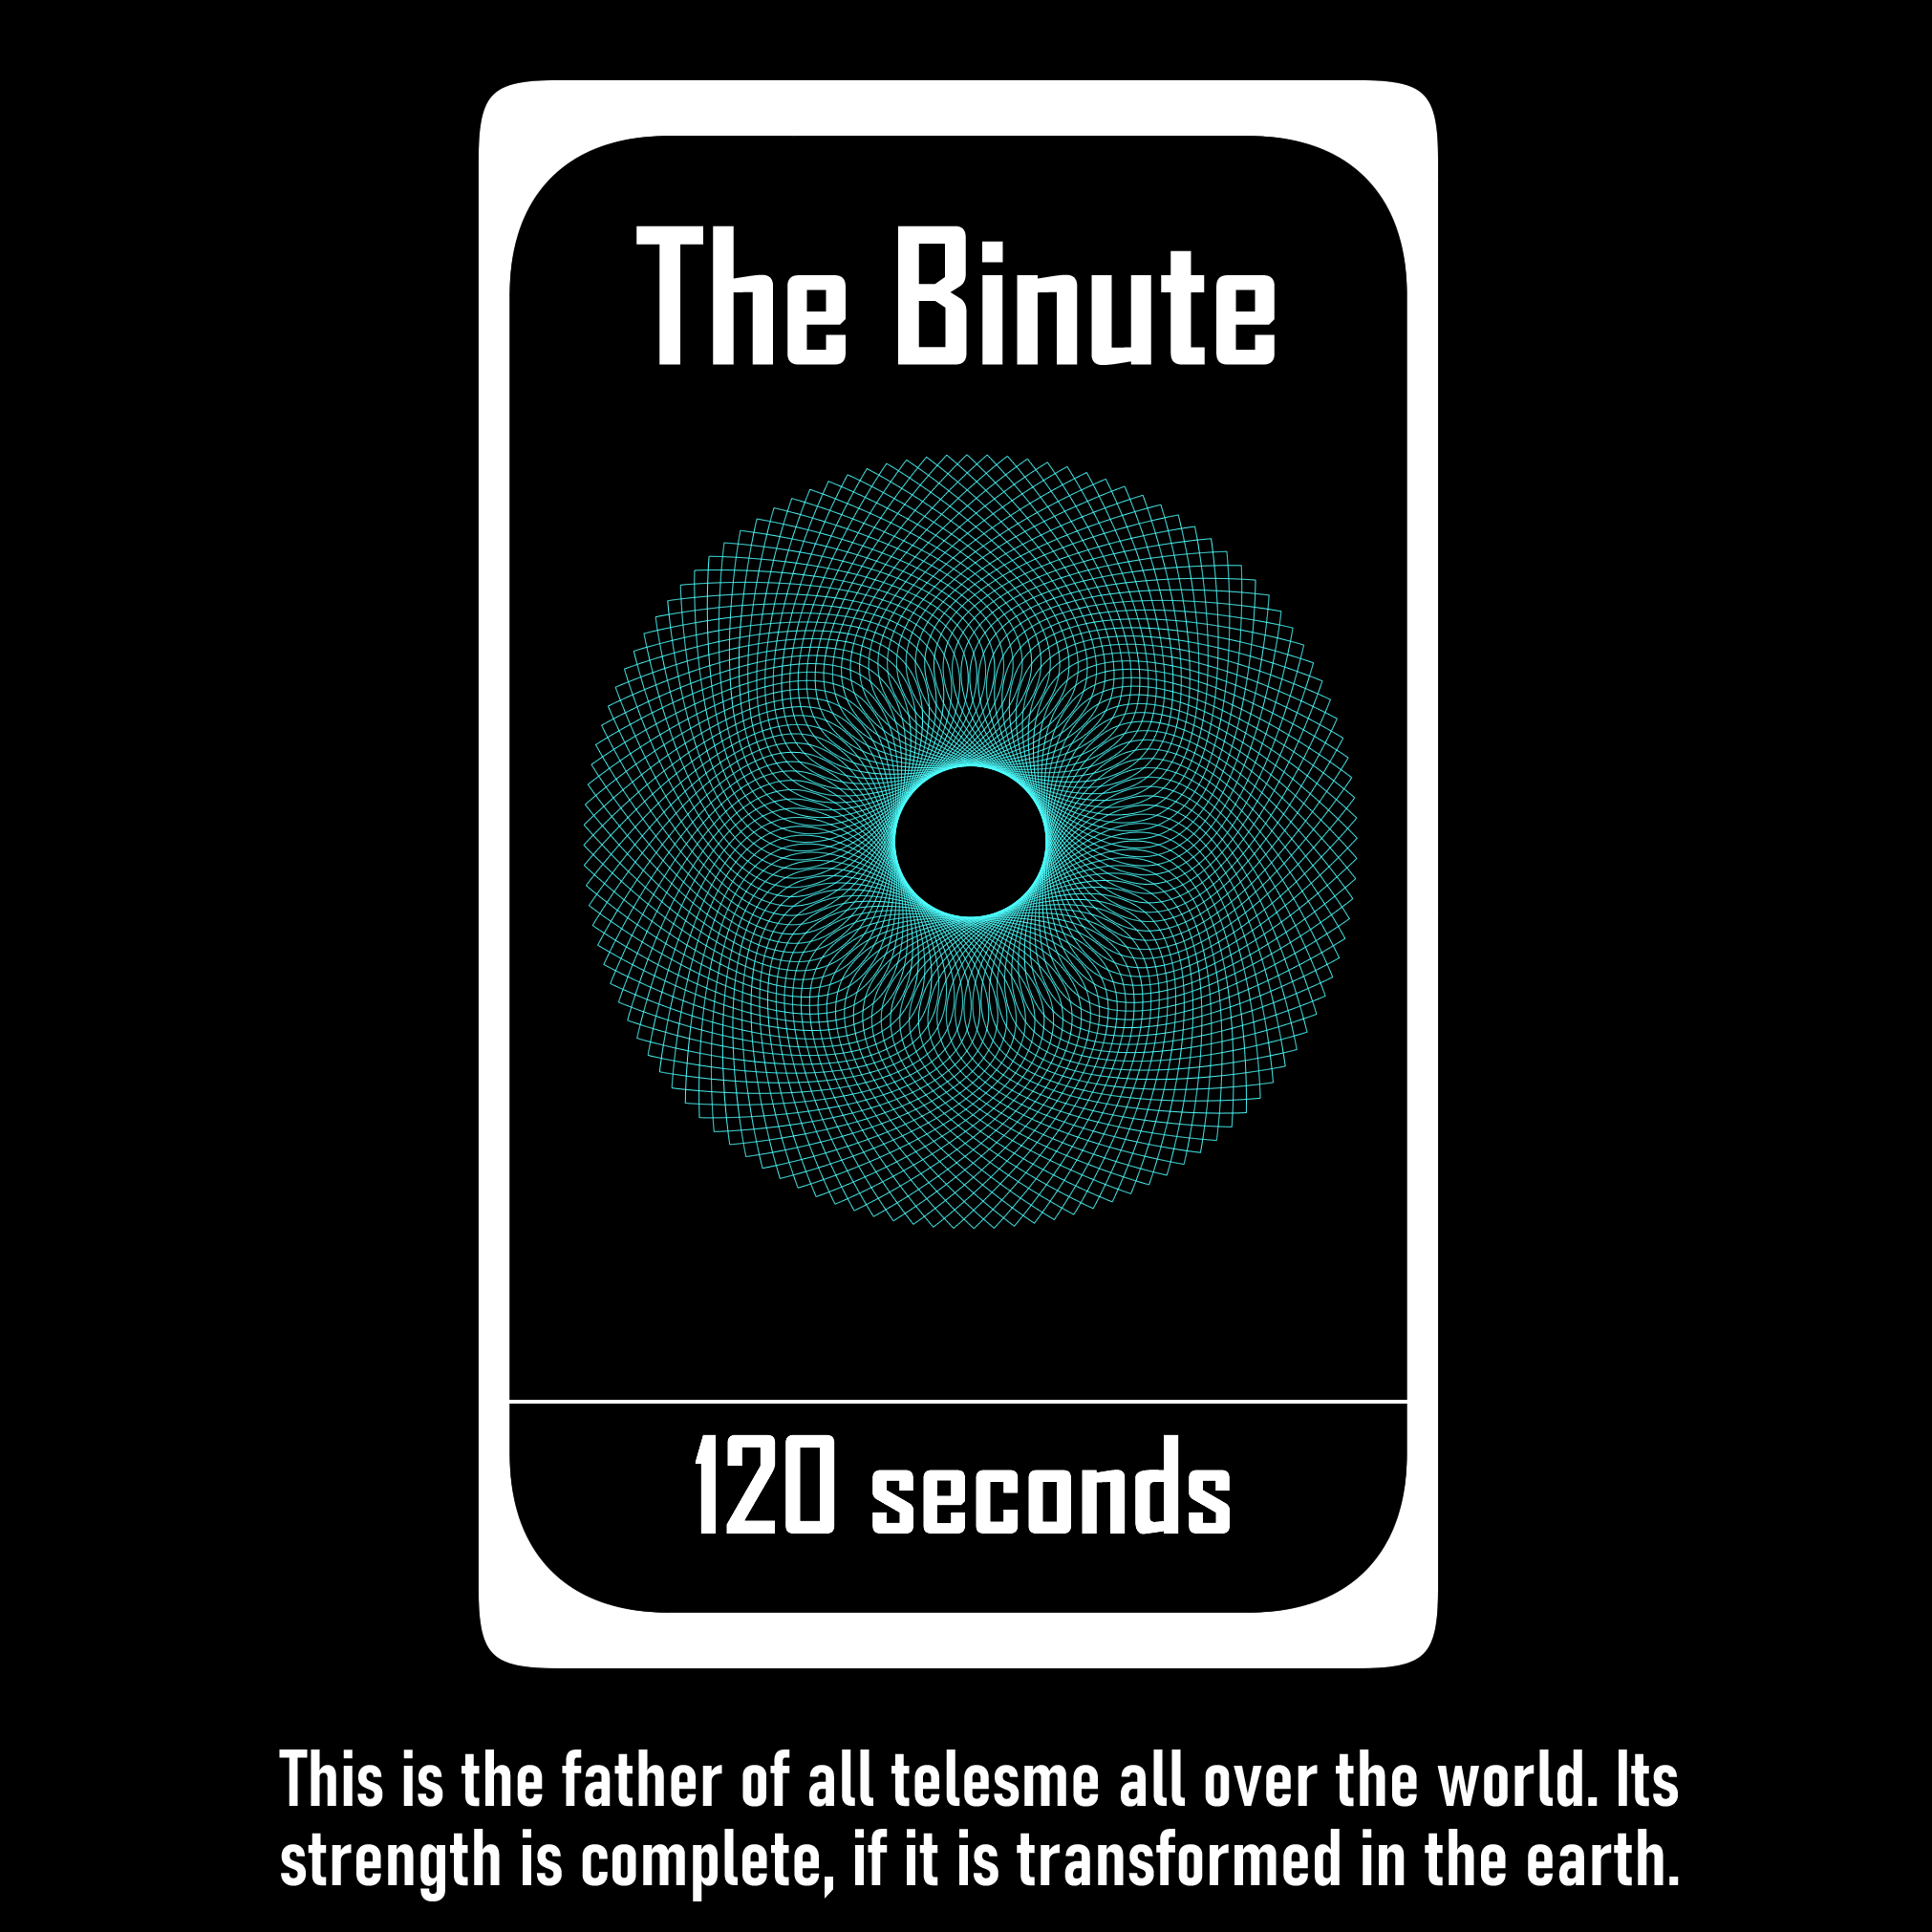 The Binute
120 seconds
This is the father of all telesme all over the world. Its
strength is complete, if it is transformed in the earth.